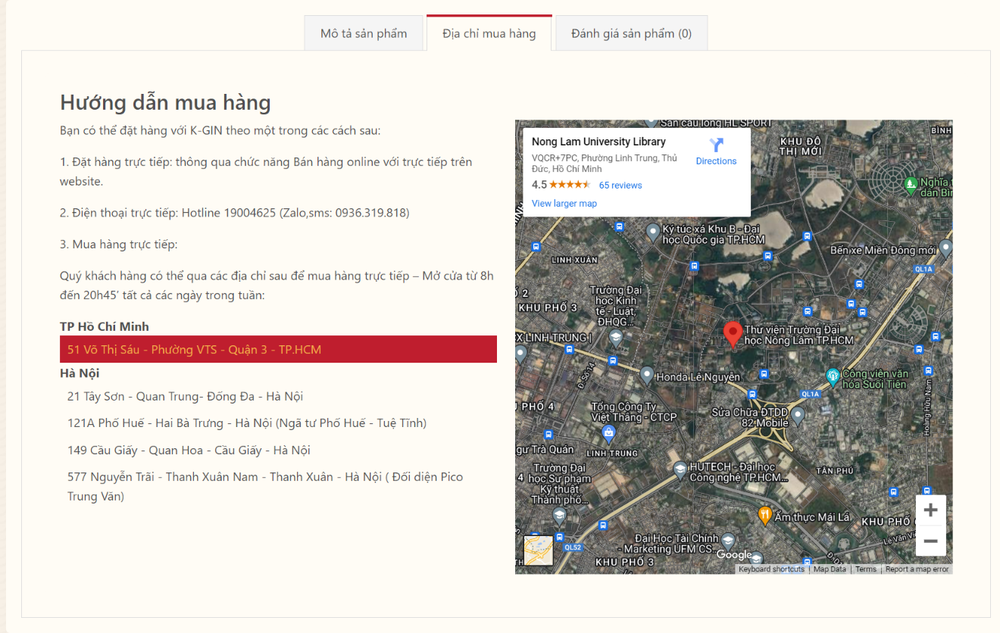 Mô tả sản phẩm
Địa chỉ mua hàng
Đánh giá sản phẩm (0)
Hướng dẫn mua hàng
Bạn có thể đặt hàng với K-GIN theo một trong các cách sau:
1. Đặt hàng trực tiếp: thông qua chức năng Bán hàng online với trực tiếp trên
website.
2. Điện thoại trực tiếp: Hotline 19004625 (Zalo,sms: 0936.319.818)
3. Mua hàng trực tiếp:
Quý khách hàng có thể qua các địa chỉ sau để mua hàng trực tiếp – Mở cửa từ 8h
đến 20h45’ tất cả các ngày trong tuần:
TP Hồ Chí Minh
51 Võ Thị Sáu - Phường VTS - Quận 3 - TP.HCM
Hà Nội
21 Tây Sơn - Quan Trung- Đống Đa - Hà Nội
121A Phố Huế - Hai Bà Trưng - Hà Nội (Ngã tư Phố Huế - Tuệ Tĩnh)
149 Cầu Giấy - Quan Hoa - Cầu Giấy - Hà Nội
577 Nguyễn Trãi - Thanh Xuân Nam - Thanh Xuân - Hà Nội ( Đối diện Pico
Trung Văn)
Sân cầu lông HL SPORT
Nong Lam University Library
VQCR+7PC, Phường Linh Trung, Thủ
Đức, Hồ Chí Minh
Directions
4.5
65 reviews
View larger map
KHU ĐÔ
THỊ MỚI
BÌNH
Nghĩa
dân Bìn
Ký túc xá Khu B - Đại
học Quốc gia TP.HCM
Bến xe Miền Đông mới
QL1A
LINH XUÂN
Ố 2
KHU PHỐ 3
Trường Đại
học Kinh
tế - Luật,
ĐHQG...
X LINH TRUNG I
Thư viện Trường Đại
học Nông Lâm TP.HCM
Đ. Số 14
Honda Lê Nguyên
Công viên văn
hóa Suối Tiên
QL1A
Hoàng Hữu Nam
PHỐ 4
Tổng Công Ty
Việt Thắng - CTCP
Sửa Chữa ĐTDD
82 Mobile
gư Trà Quán
LINH TRUNG
4
Trường Đại
học Sư phạm
Kỹ thuật
Thành phố...
HUTECH - Đại học
Công nghệ TP.HCM...
TÂN PHÚ
Ẩm thực Mái Lá
KHU PHỐ
Lê Văn Vi
QL52
Đại Học Tài Chính
- Marketing UFM CS...
KHU PHỐ 3
Google
Keyboard shortcuts
Map Data
Terms
Report a map error